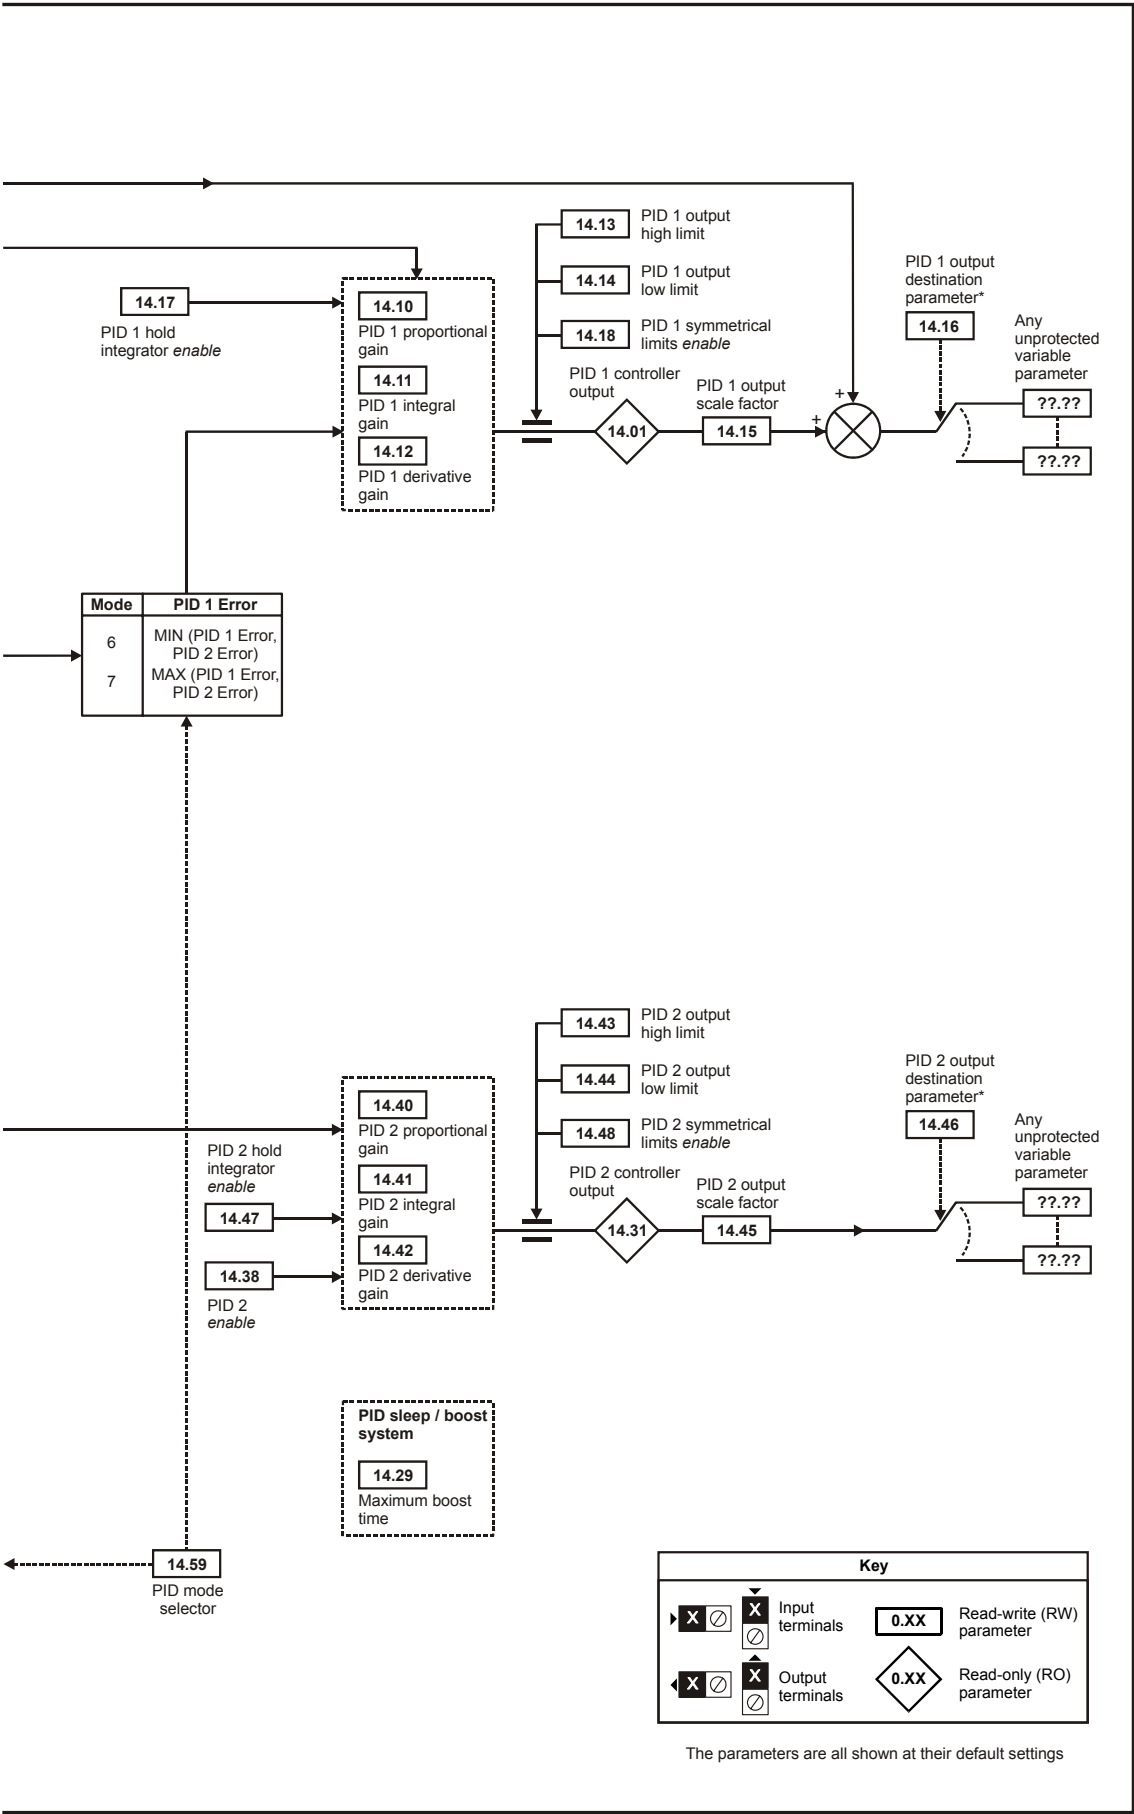 14.13
PID 1 output
high limit
14.14
PID 1 output
low limit
14.18
PID 1 symmetrical
limits enable
14.17
PID 1 hold
integrator enable
14.10
PID 1 proportional
gain
14.11
PID 1 integral
gain
14.12
PID 1 derivative
gain
PID 1 controller
output
14.01
PID 1 output
scale factor
14.15
+
+
PID 1 output
destination
parameter*
14.16
Any
unprotected
variable
parameter
??.??
??.??
Mode PID 1 Error
6 MIN (PID 1 Error,
PID 2 Error)
7 MAX (PID 1 Error,
PID 2 Error)
14.43
PID 2 output
high limit
14.44
PID 2 output
low limit
14.48
PID 2 symmetrical
limits enable
14.40
PID 2 proportional
gain
14.41
PID 2 integral
gain
14.42
PID 2 derivative
gain
PID 2 hold
integrator
enable
14.47
14.38
PID 2
enable
PID 2 controller
output
14.31
PID 2 output
scale factor
14.45
PID 2 output
destination
parameter*
14.46
Any
unprotected
variable
parameter
??.??
??.??
PID sleep / boost
system
14.29
Maximum boost
time
14.59
PID mode
selector
Key
X
X
Input
terminals
0.XX
Read-write (RW)
parameter
X
X
Output
terminals
0.XX
Read-only (RO)
parameter
The parameters are all shown at their default settings